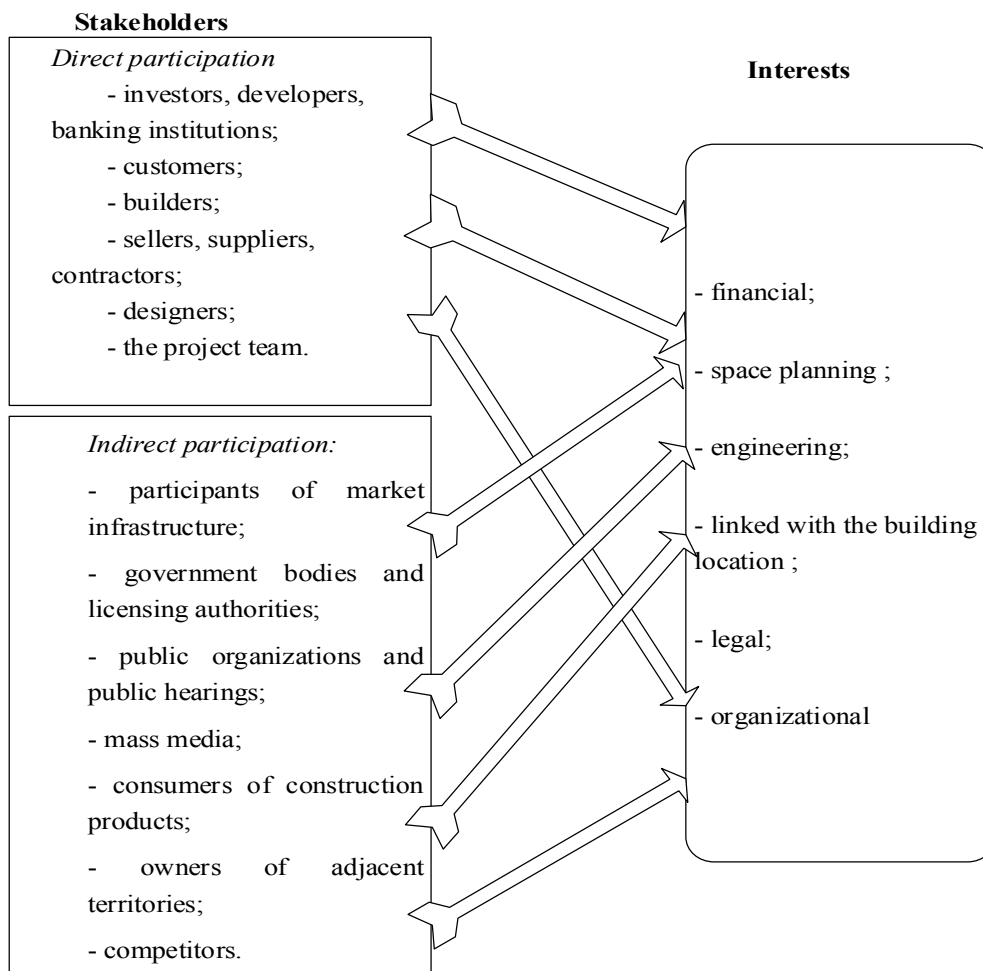 Stakeholders
Direct participation
- investors, developers,
banking institutions;
- customers;
- builders;
- sellers, suppliers,
contractors;
- designers;
- the project team.
Indirect participation:
- participants of market
infrastructure;
- government bodies and
licensing authorities;
- public organizations and
public hearings;
- mass media;
- consumers of construction
products;
- owners of adjacent
territories;
- competitors.
Interests
- financial;
- space planning ;
- engineering;
- linked with the building
location ;
- legal;
- organizational